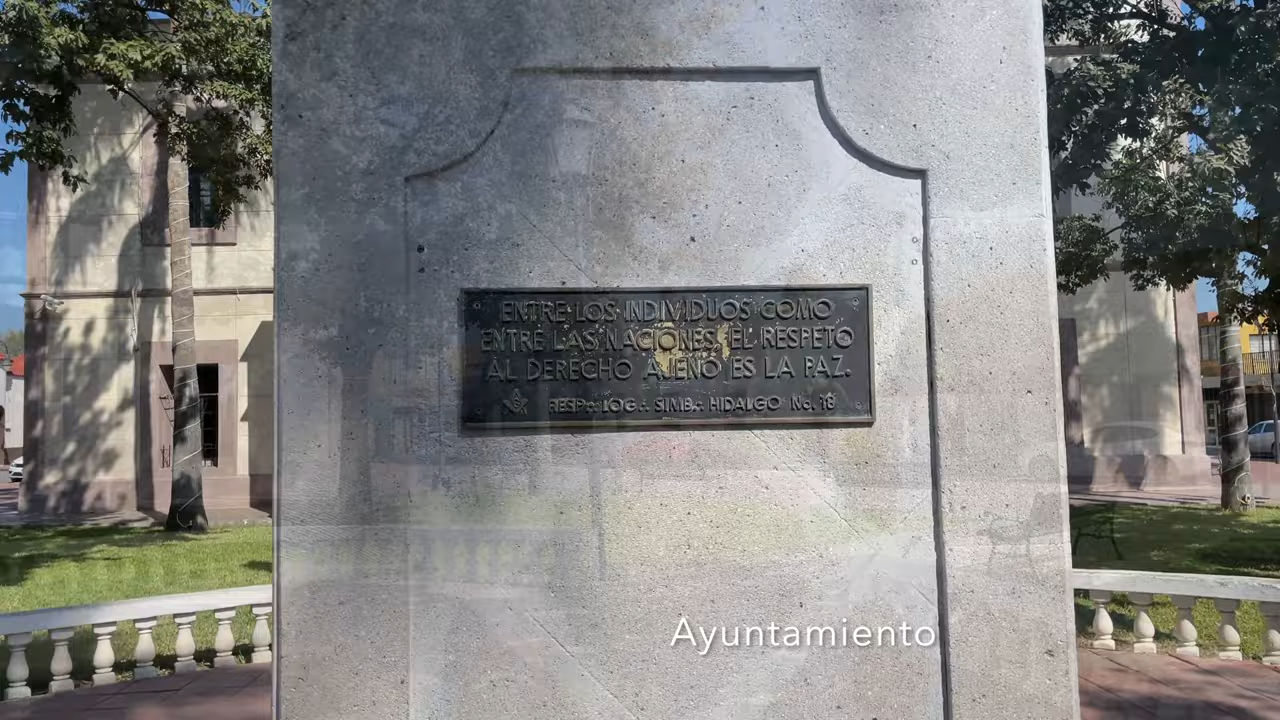 ENTRE LOS INDIVIDUOS COMO
ENTRE LAS NACIONES, EL RESPETO
AL DERECHO AJENO ES LA PAZ.
RESP∴ LOG∴ SIMB∴ HIDALGO No. 18
Ayuntamiento